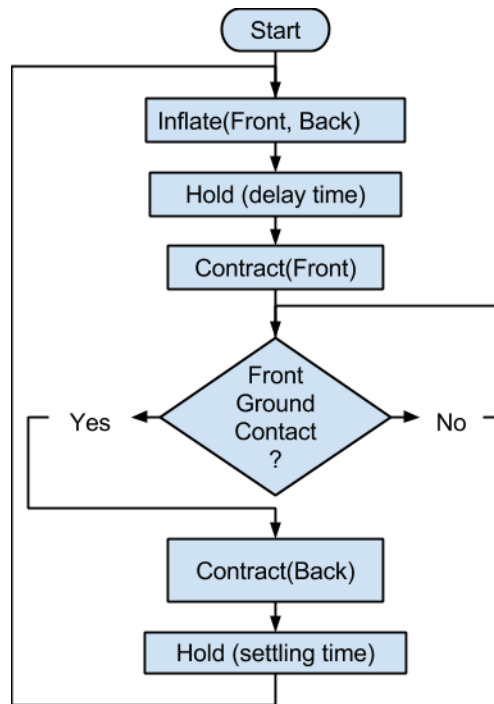 Start
Inflate(Front, Back)
Hold (delay time)
Contract(Front)
Front
Ground
Contact
?
Yes
No
Contract(Back)
Hold (settling time)